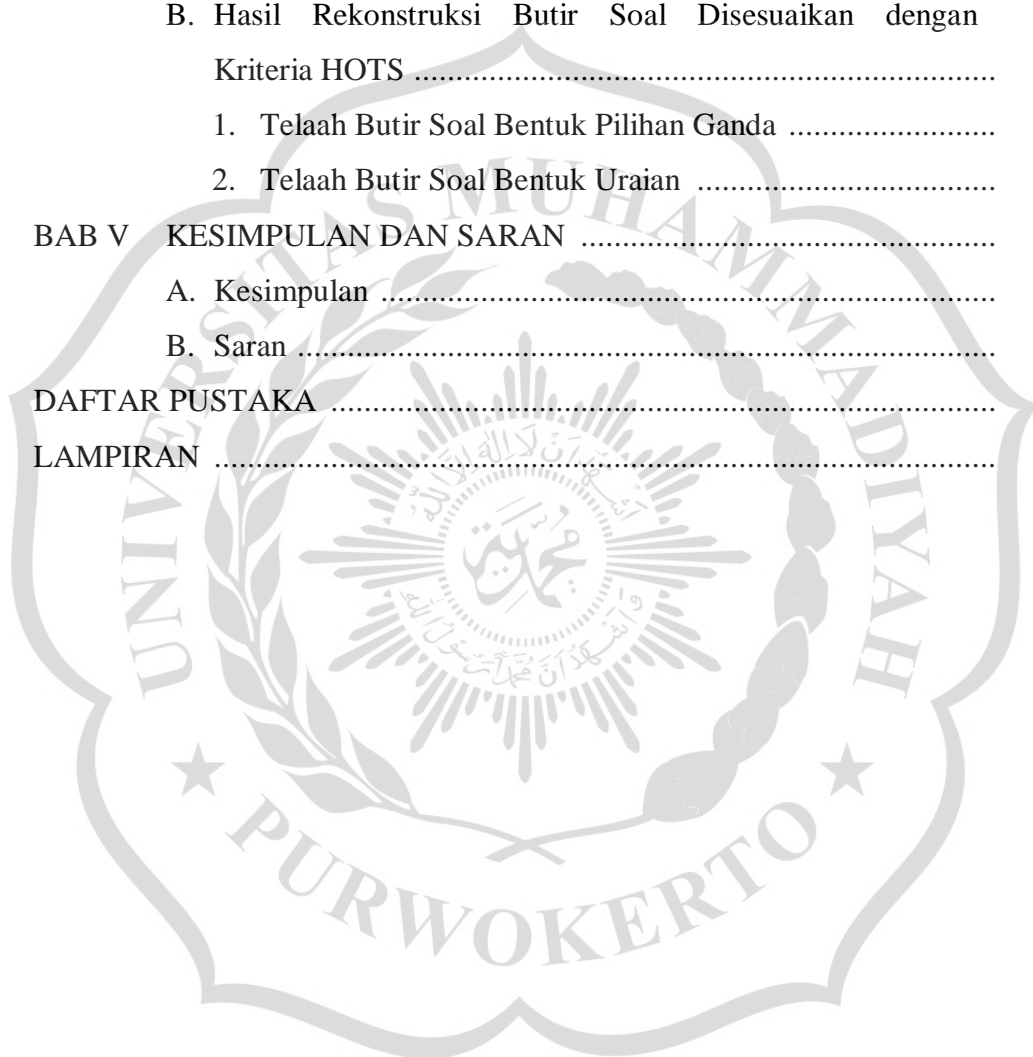 B. Hasil Rekonstruksi Butir Soal Disesuaikan dengan
Kriteria HOTS ......................................................................
1. Telaah Butir Soal Bentuk Pilihan Ganda .........................
2. Telaah Butir Soal Bentuk Uraian ....................................
BAB V KESIMPULAN DAN SARAN ..................................................
A. Kesimpulan ..........................................................................
B. Saran ....................................................................................
DAFTAR PUSTAKA ................................................................................
LAMPIRAN ..............................................................................................
UNIVERSITAS MUHAMMADIYAH
PURWOKERTO